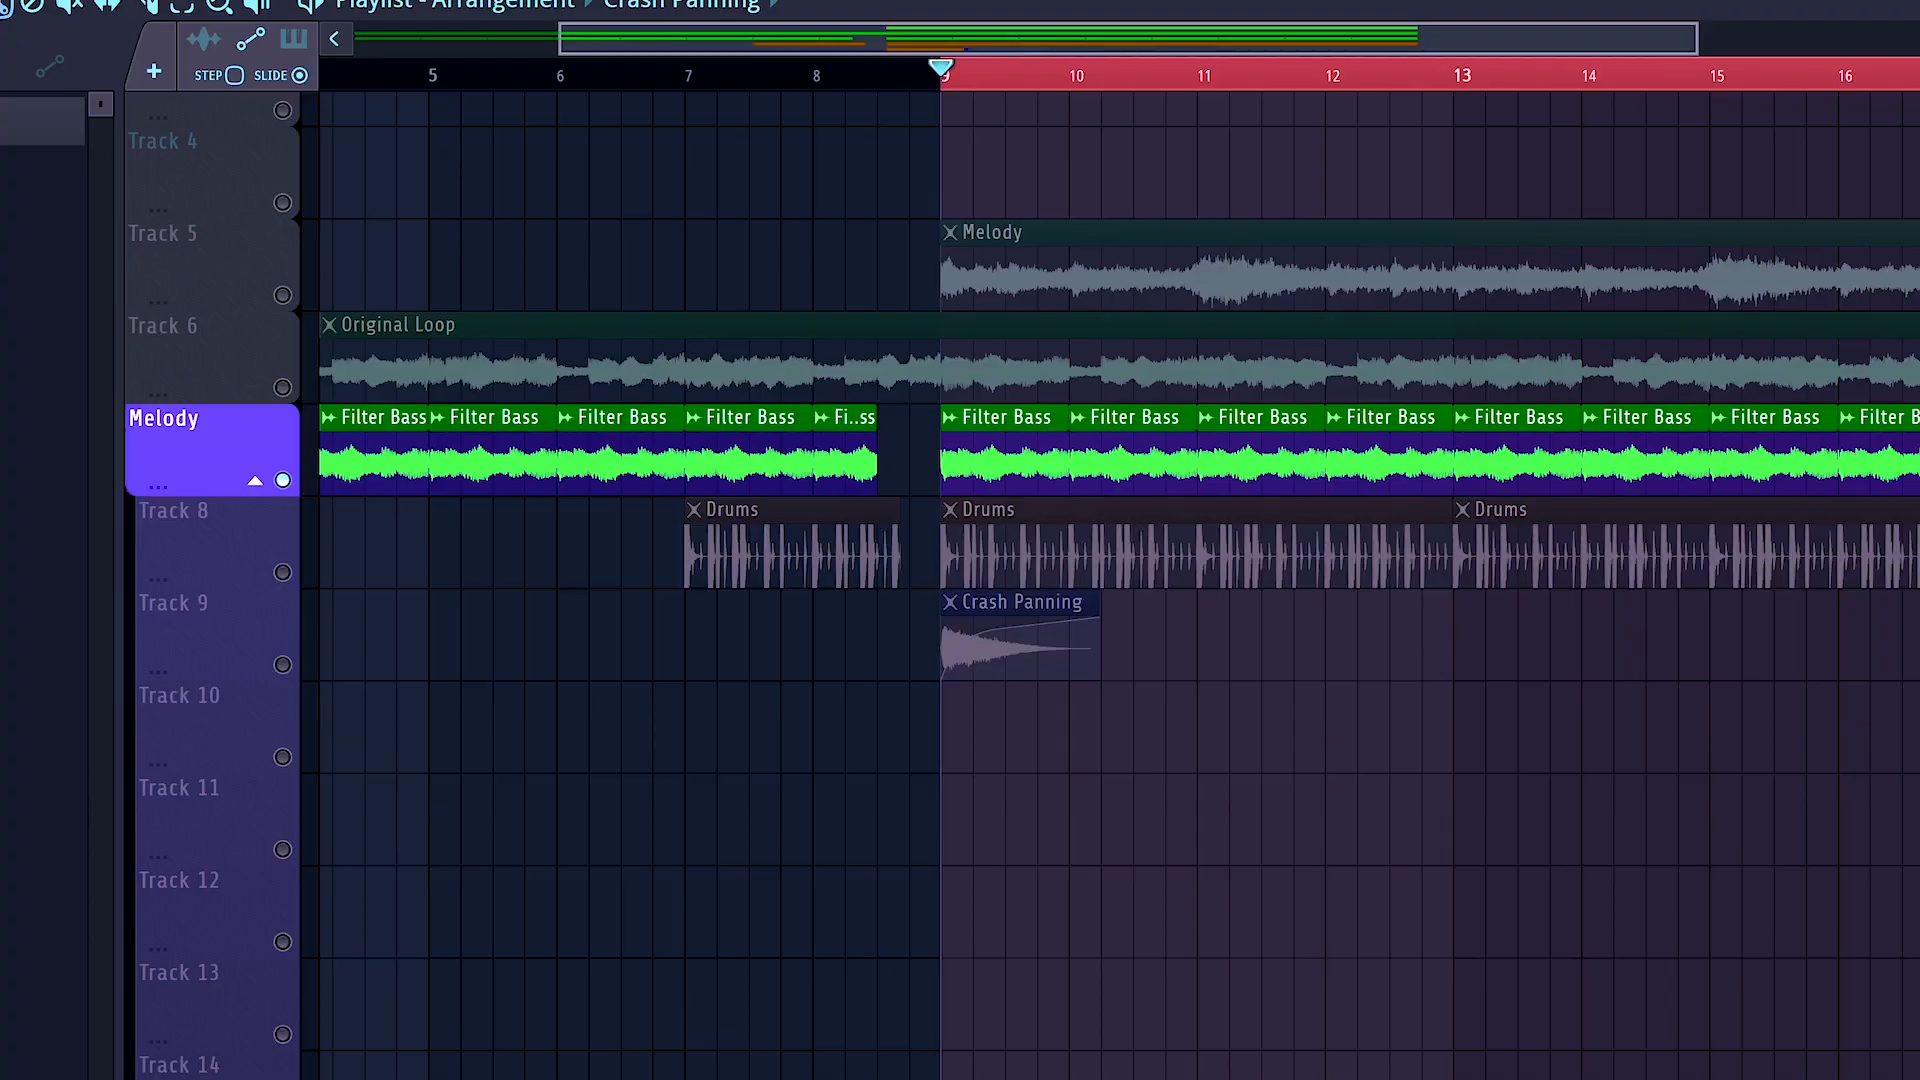 Playlist - Arrangement Crash Panning
STEP SLIDE
5 6 7 8 9 10 11 12 13 14 15 16
Track 4
Track 5
Melody
Track 6
Original Loop
Melody
Filter Bass Filter Bass Filter Bass Filter Bass Fi..ss Filter Bass Filter Bass Filter Bass Filter Bass Filter Bass Filter Bass Filter Bass Filter B
Track 8
Drums Drums Drums
Track 9
Crash Panning
Track 10
Track 11
Track 12
Track 13
Track 14